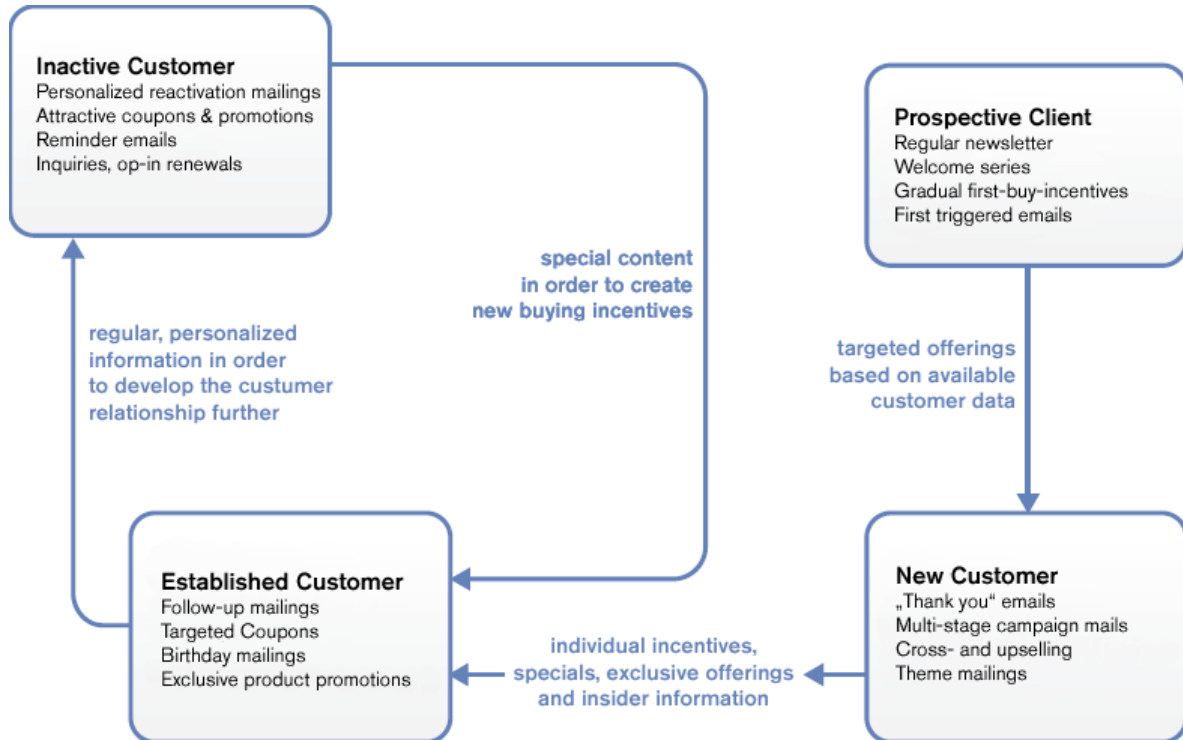 Inactive Customer
Personalized reactivation mailings
Attractive coupons & promotions
Reminder emails
Inquiries, op-in renewals
Prospective Client
Regular newsletter
Welcome series
Gradual first-buy-incentives
First triggered emails
special content
in order to create
new buying incentives
regular, personalized
information in order
to develop the custumer
relationship further
targeted offerings
based on available
customer data
Established Customer
Follow-up mailings
Targeted Coupons
Birthday mailings
Exclusive product promotions
individual incentives,
specials, exclusive offerings
and insider information
New Customer
„Thank you“ emails
Multi-stage campaign mails
Cross- and upselling
Theme mailings